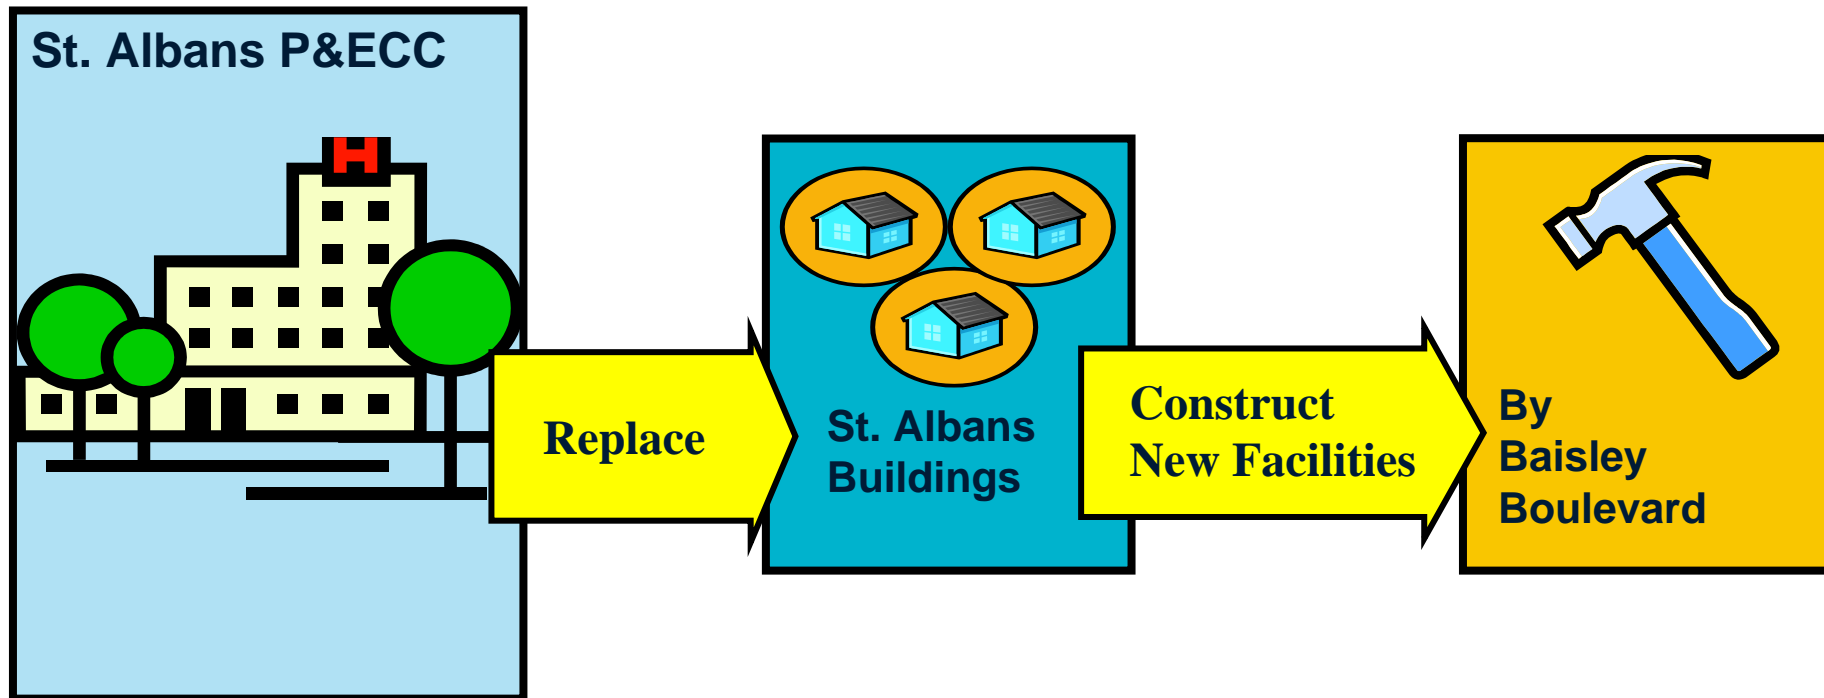 St. Albans P&ECC
H
Replace
St. Albans
Buildings
Construct
New Facilities
By
Baisley
Boulevard